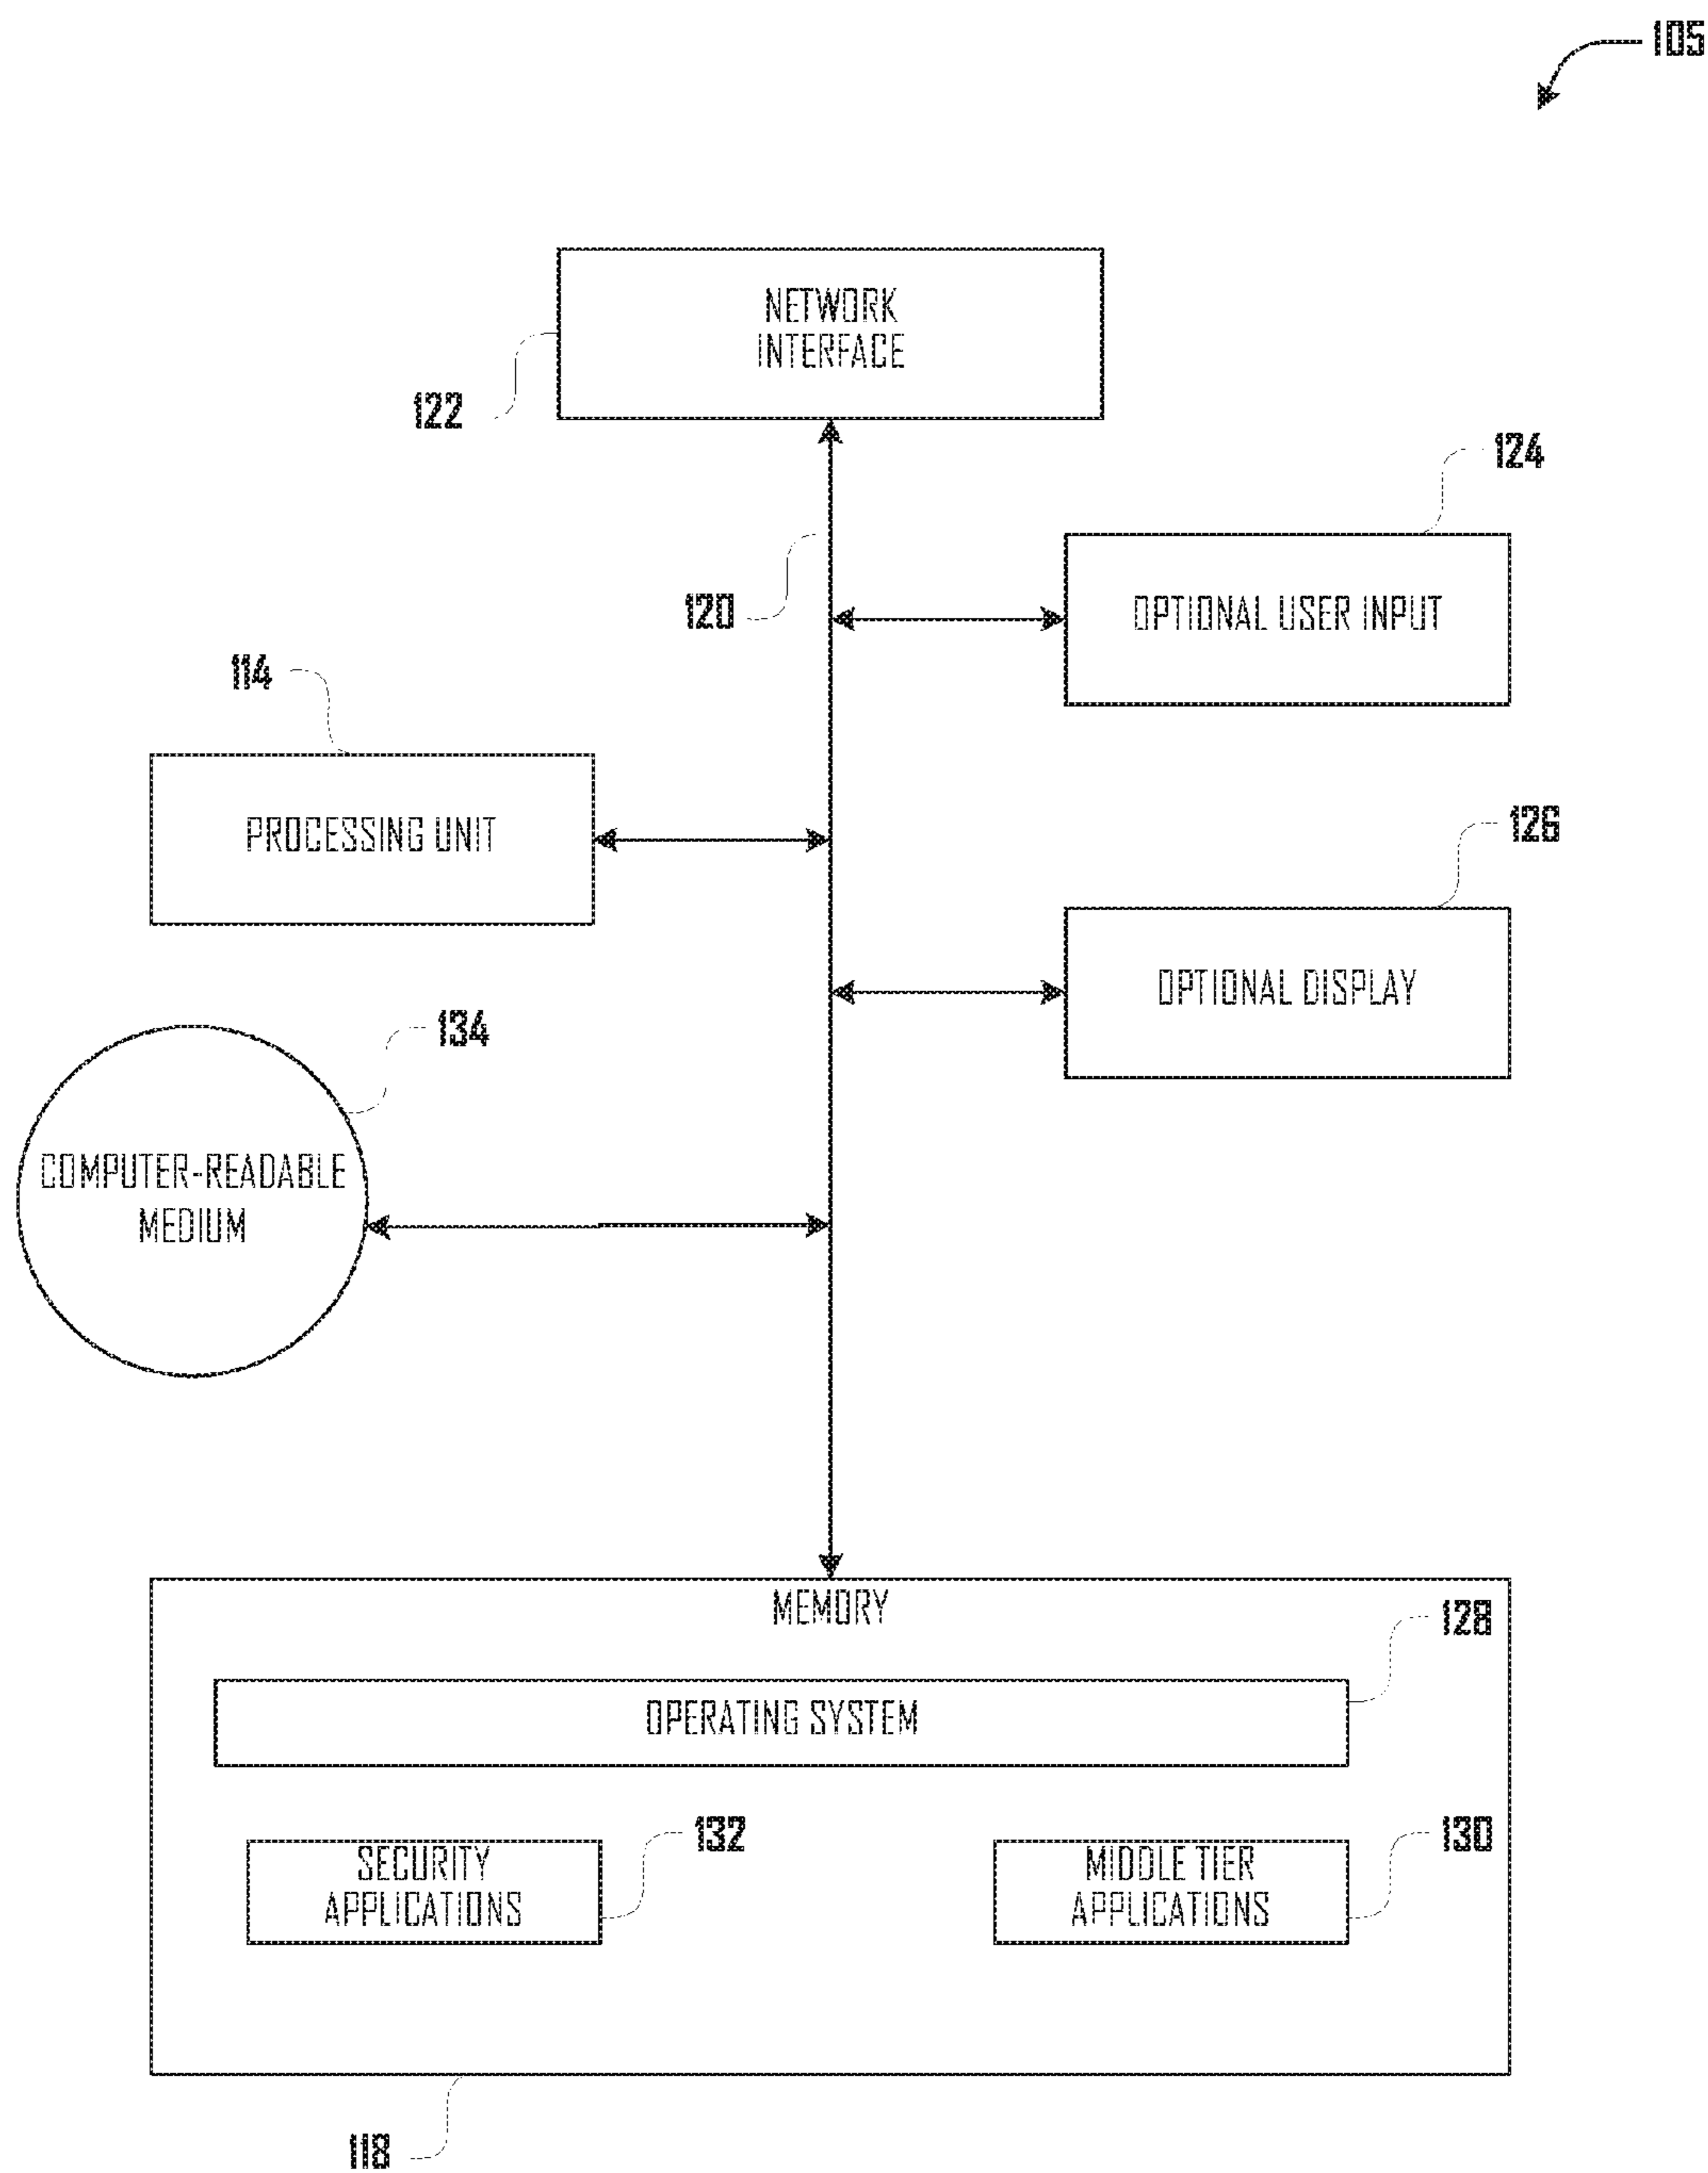 105
NETWORK
INTERFACE
122
124
120
OPTIONAL USER INPUT
114
PROCESSING UNIT
126
OPTIONAL DISPLAY
134
COMPUTER-READABLE
MEDIUM
MEMORY
128
OPERATING SYSTEM
132
130
SECURITY
APPLICATIONS
MIDDLE TIER
APPLICATIONS
118